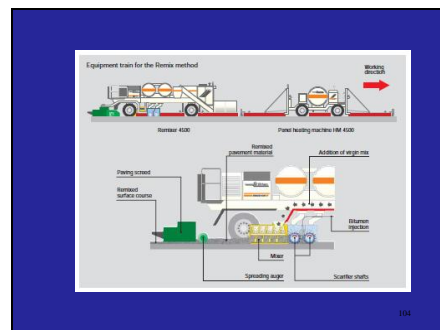 Equipment train for the Remix method
Working
direction
Remixer 4500
Panel heating machine HM 4500
Remixed
pavement material
Addition of virgin mix
Paving screed
Remixed
surface course
Bitumen
injection
Mixer
Spreading auger
Scarifier shafts
104